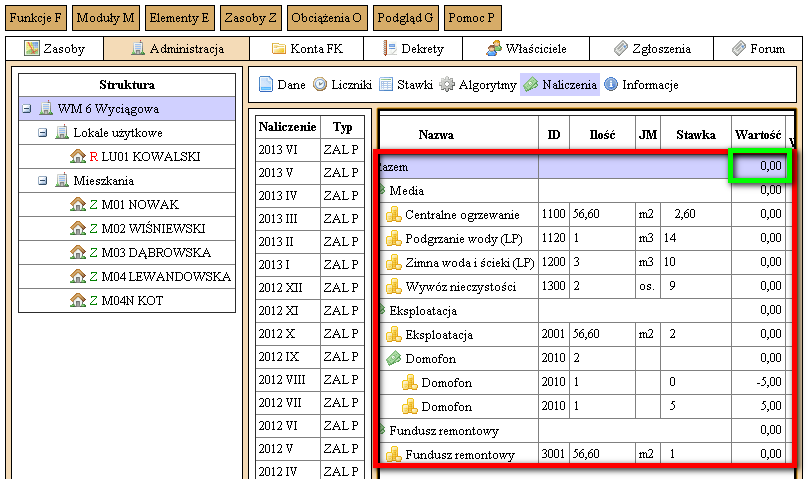 Funkcje F Moduły M Elementy E Zasoby Z Obciążenia O Podgląd G Pomoc P
Zasoby Administracja Konta FK Dekrety Właściciele Zgłoszenia Forum
Struktura
WM 6 Wyciągowa
Lokale użytkowe
R LU01 KOWALSKI
Mieszkania
Z M01 NOWAK
Z M02 WIŚNIEWSKI
Z M03 DĄBROWSKA
Z M04 LEWANDOWSKA
Z M04N KOT
Dane Liczniki Stawki Algorytmy Naliczenia Informacje
Naliczenie Typ
2013 VI ZAL P
2013 V ZAL P
2013 IV ZAL P
2013 III ZAL P
2013 II ZAL P
2013 I ZAL P
2012 XII ZAL P
2012 XI ZAL P
2012 X ZAL P
2012 IX ZAL P
2012 VIII ZAL P
2012 VII ZAL P
2012 VI ZAL P
2012 V ZAL P
2012 IV ZAL P
Nazwa ID Ilość JM Stawka Wartość
azem 0,00
Media 0,00
Centralne ogrzewanie 1100 56,60 m2 2,60 0,00
Podgrzanie wody (LP) 1120 1 m3 14 0,00
Zimna woda i ścieki (LP) 1200 3 m3 10 0,00
Wywóz nieczystości 1300 2 os. 9 0,00
Eksploatacja 0,00
Eksploatacja 2001 56,60 m2 2 0,00
Domofon 2010 2 0,00
Domofon 2010 1 0 -5,00
Domofon 2010 1 5 5,00
Fundusz remontowy 0,00
Fundusz remontowy 3001 56,60 m2 1 0,00